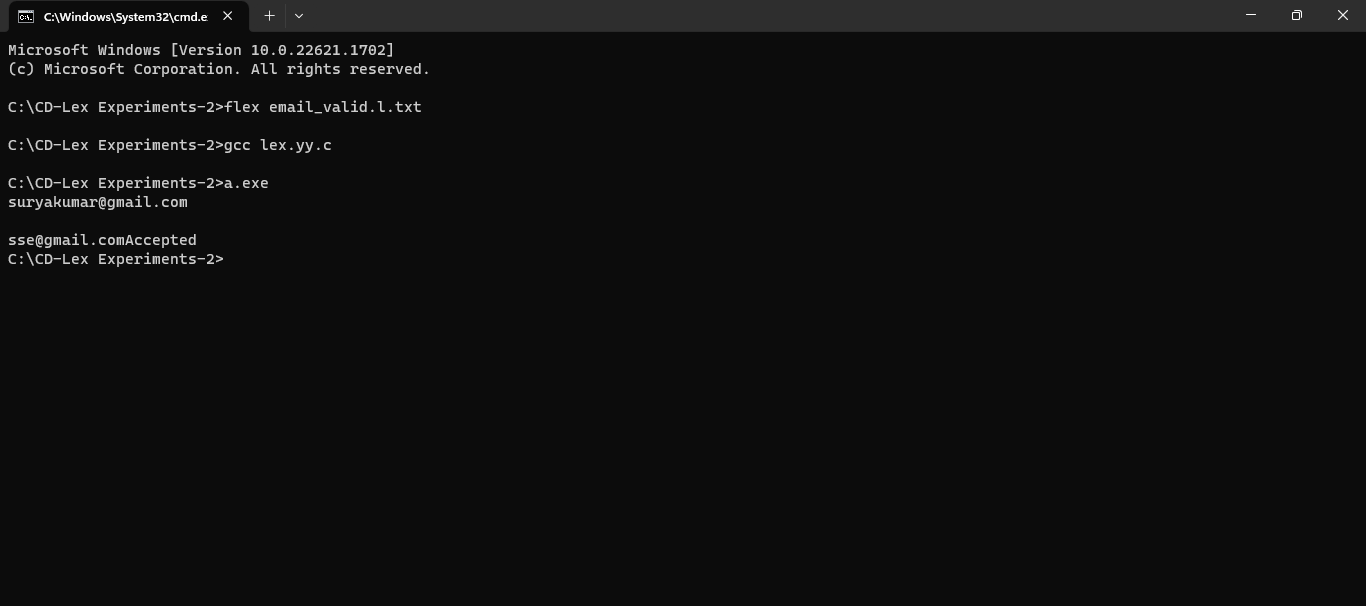 C:\Windows\System32\cmd.e
Microsoft Windows [Version 10.0.22621.1702]
(c) Microsoft Corporation. All rights reserved.
C:\CD-Lex Experiments-2>flex email_valid.l.txt
C:\CD-Lex Experiments-2>gcc lex.yy.c
C:\CD-Lex Experiments-2>a.exe
suryakumar@gmail.com
sse@gmail.comAccepted
C:\CD-Lex Experiments-2>